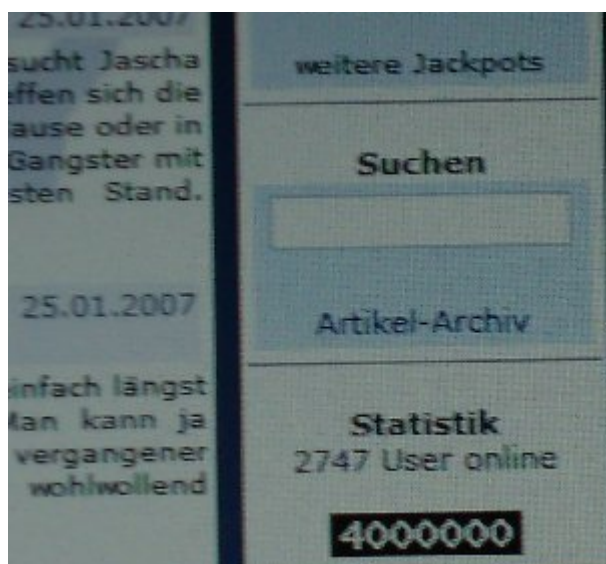 25.01.2007
sucht Jascha
effen sich die
ause oder in
Gangster mit
sten Stand.
25.01.2007
infach längst
Man kann ja
vergangener
wohlwollend
weitere Jackpots
Suchen
Artikel-Archiv
Statistik
2747 User online
4000000